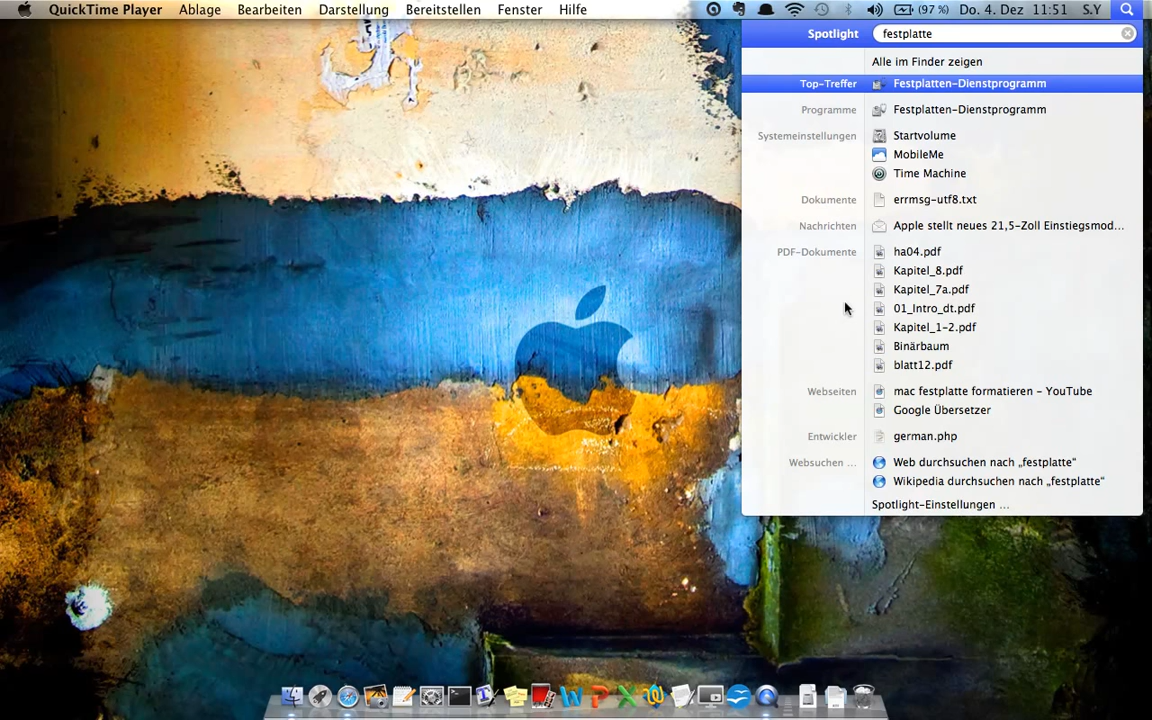 QuickTime Player Ablage Bearbeiten Darstellung Bereitstellen Fenster Hilfe (97 %) Do. 4. Dez 11:51 S.Y
Spotlight festplatte
Alle im Finder zeigen
Top-Treffer Festplatten-Dienstprogramm
Programme Festplatten-Dienstprogramm
Systemeinstellungen Startvolume
MobileMe
Time Machine
Dokumente errmsg-utf8.txt
Nachrichten Apple stellt neues 21,5-Zoll Einstiegsmod...
PDF-Dokumente ha04.pdf
Kapitel_8.pdf
Kapitel_7a.pdf
01_Intro_dt.pdf
Kapitel_1-2.pdf
Binärbaum
blatt12.pdf
Webseiten mac festplatte formatieren – YouTube
Google Übersetzer
Entwickler german.php
Websuchen ... Web durchsuchen nach „festplatte“
Wikipedia durchsuchen nach „festplatte“
Spotlight-Einstellungen ...